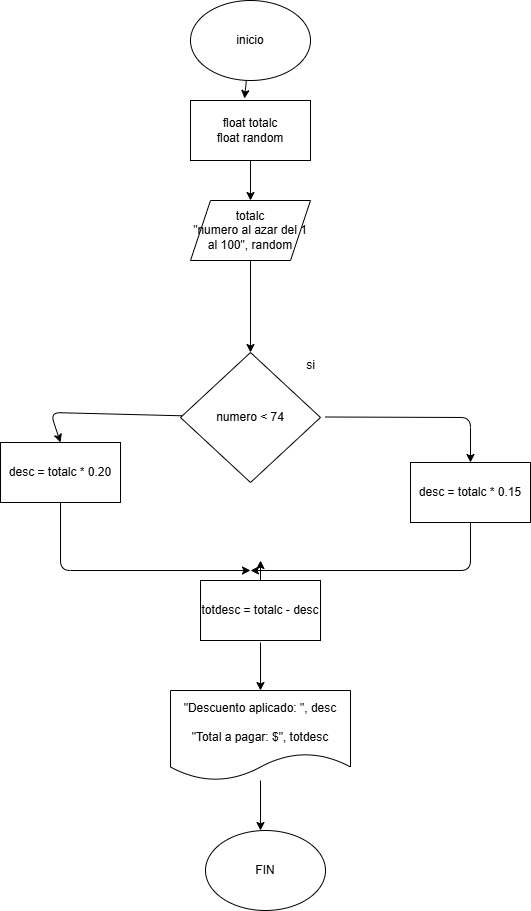 inicio
float totalc
float random
totalc
"numero al azar del 1
al 100", random
si
numero < 74
desc = totalc * 0.20
desc = totalc * 0.15
totdesc = totalc - desc
"Descuento aplicado: ", desc
"Total a pagar: $", totdesc
FIN